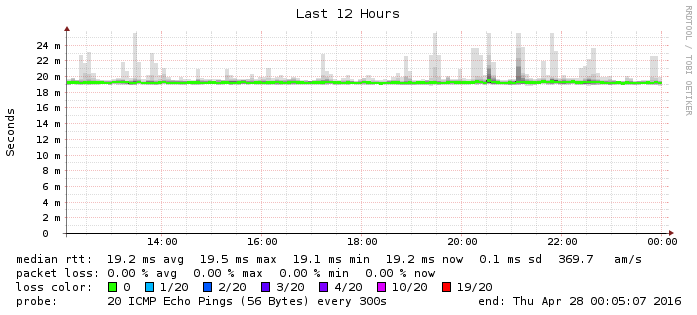 Last 12 Hours
RRDTOOL / TOBI OETIKER
Seconds
24 m
22 m
20 m
18 m
16 m
14 m
12 m
10 m
8 m
6 m
4 m
2 m
0
14:00 16:00 18:00 20:00 22:00 00:00
median rtt: 19.2 ms avg 19.5 ms max 19.1 ms min 19.2 ms now 0.1 ms sd 369.7 am/s
packet loss: 0.00 % avg 0.00 % max 0.00 % min 0.00 % now
loss color: 0 1/20 2/20 3/20 4/20 10/20 19/20
probe: 20 ICMP Echo Pings (56 Bytes) every 300s end: Thu Apr 28 00:05:07 2016